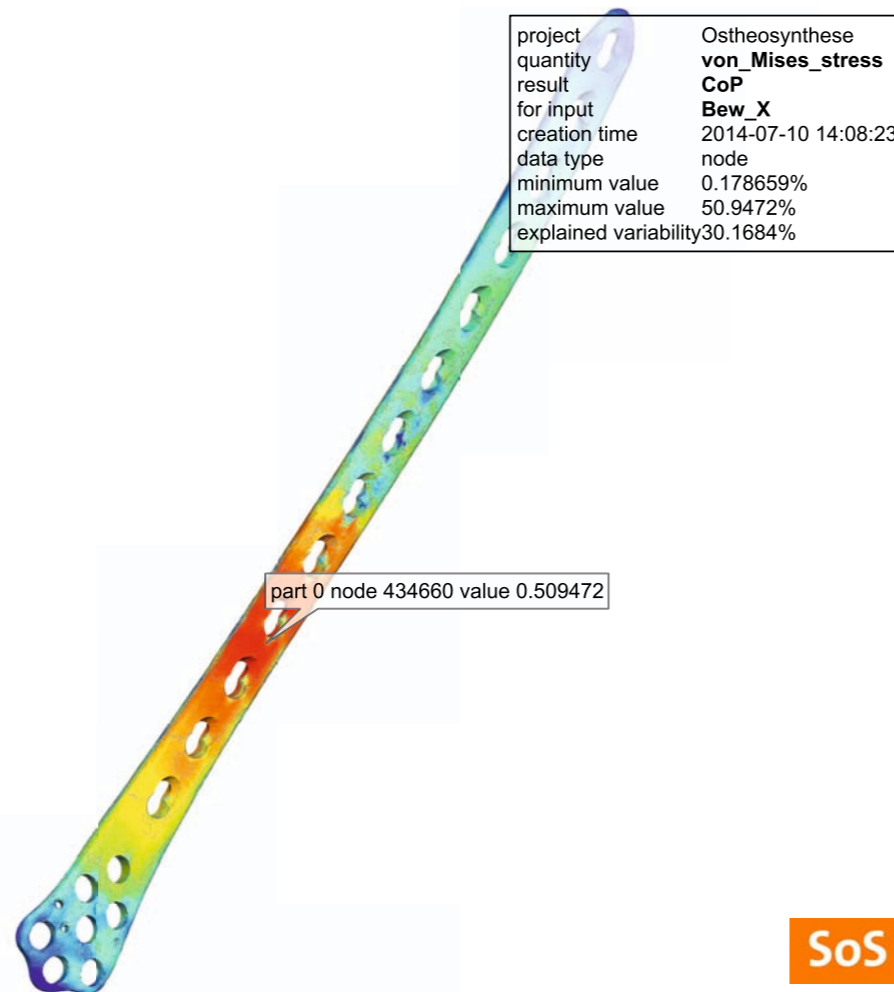 project Ostheosynthese
quantity von_Mises_stress
result CoP
for input Bew_X
creation time 2014-07-10 14:08:23
data type node
minimum value 0.178659%
maximum value 50.9472%
explained variability30.1684%
part 0 node 434660 value 0.509472
SoS